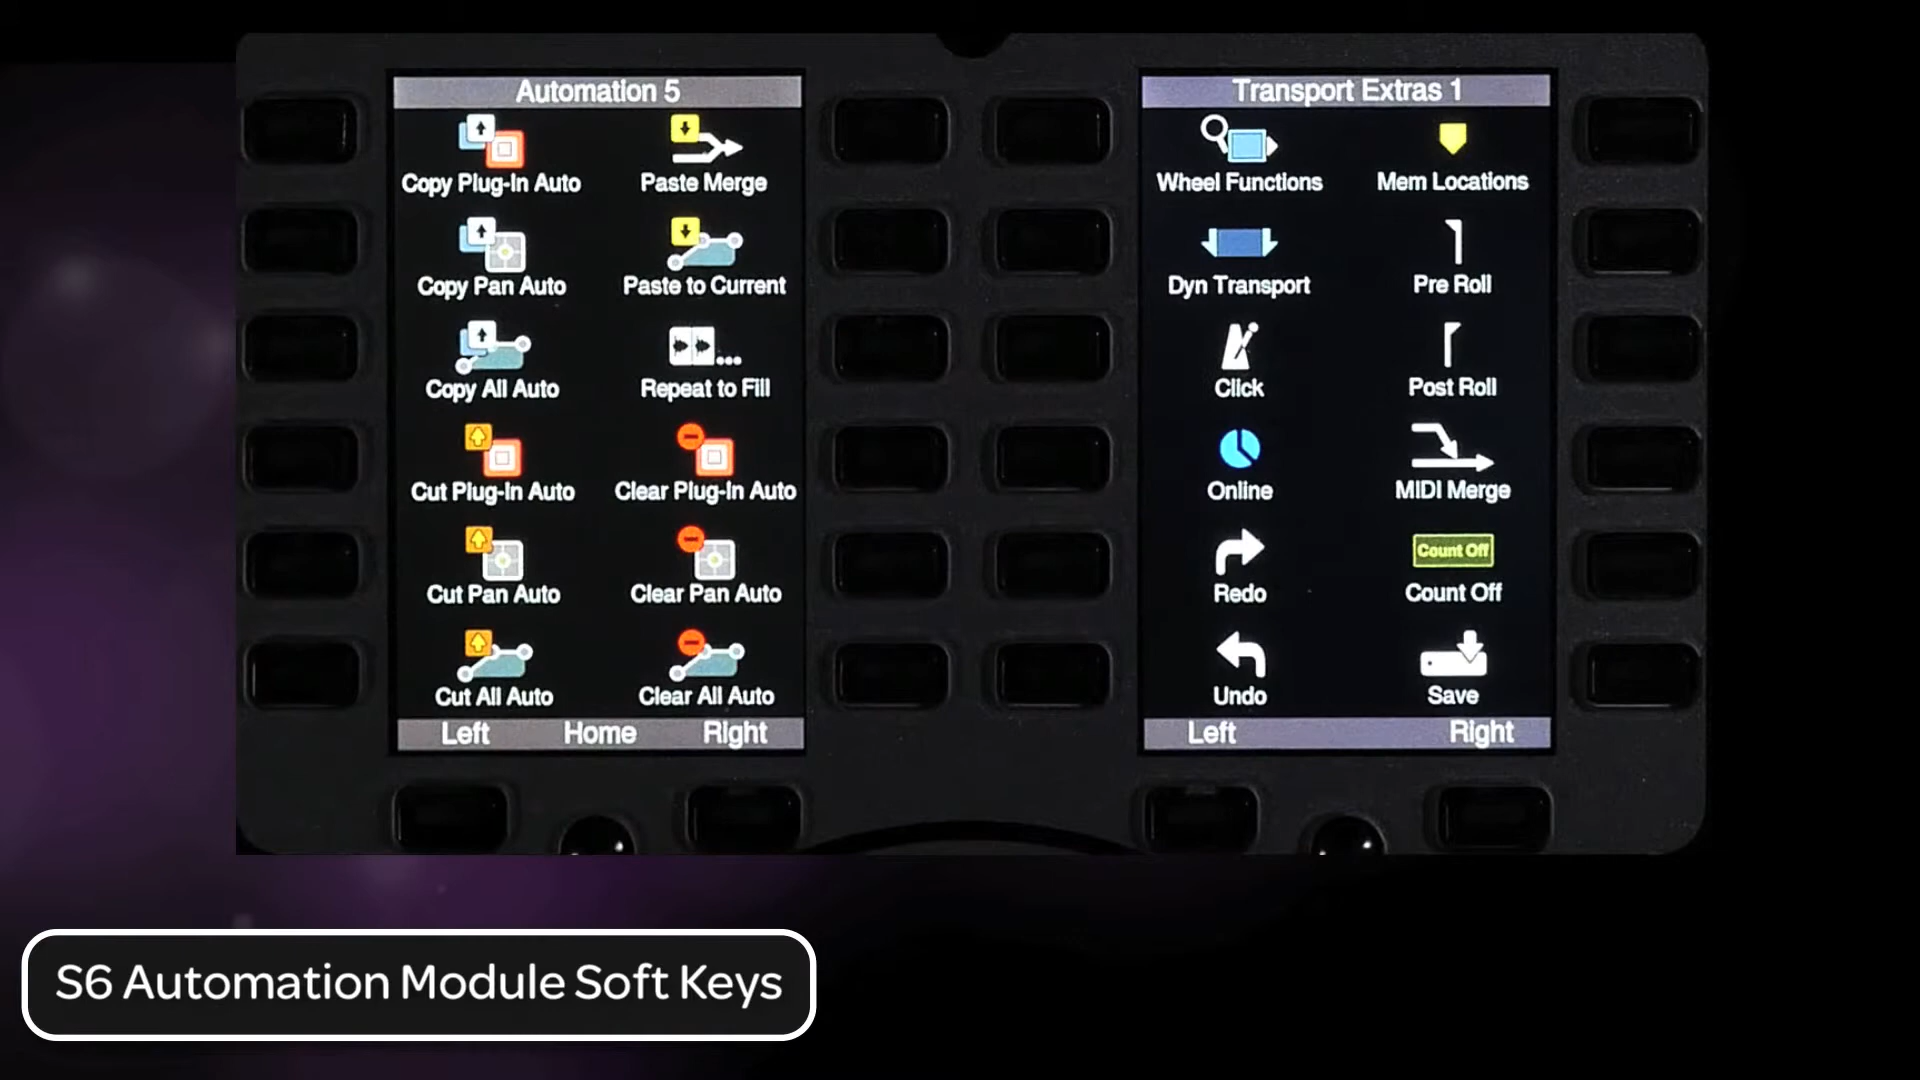 Automation 5
Copy Plug-In Auto
Paste Merge
Copy Pan Auto
Paste to Current
Copy All Auto
Repeat to Fill
Cut Plug-In Auto
Clear Plug-In Auto
Cut Pan Auto
Clear Pan Auto
Cut All Auto
Clear All Auto
Left Home Right
Transport Extras 1
Wheel Functions
Mem Locations
Dyn Transport
Pre Roll
Click
Post Roll
Online
MIDI Merge
Redo
Count Off
Count Off
Undo
Save
Left Right
S6 Automation Module Soft Keys